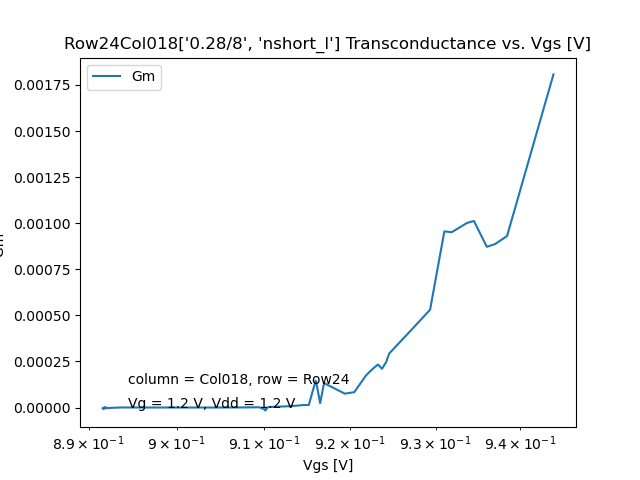 Row24Col018['0.28/8', 'nshort_l'] Transconductance vs. Vgs [V]
Gm
0.00175
0.00150
0.00125
0.00100
0.00075
0.00050
0.00025
0.00000
column = Col018, row = Row24
Vg = 1.2 V, Vdd = 1.2 V
8.9 × 10⁻¹ 9 × 10⁻¹ 9.1 × 10⁻¹ 9.2 × 10⁻¹ 9.3 × 10⁻¹ 9.4 × 10⁻¹
Vgs [V]